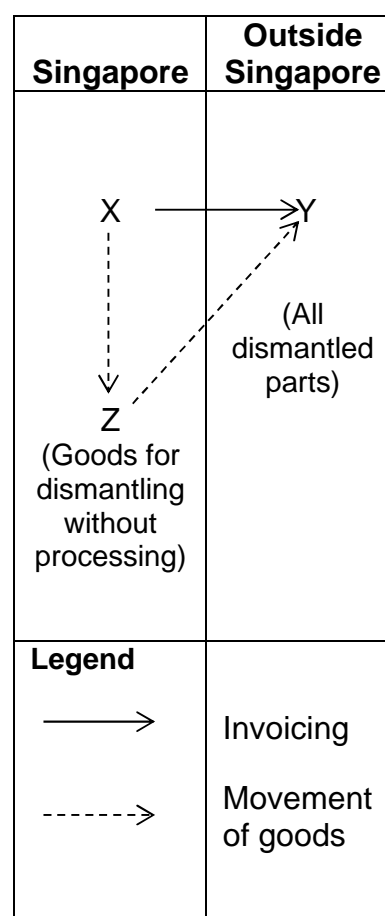 Singapore
Outside
Singapore
X
Y
(All
dismantled
parts)
Z
(Goods for
dismantling
without
processing)
Legend
Invoicing
Movement
of goods